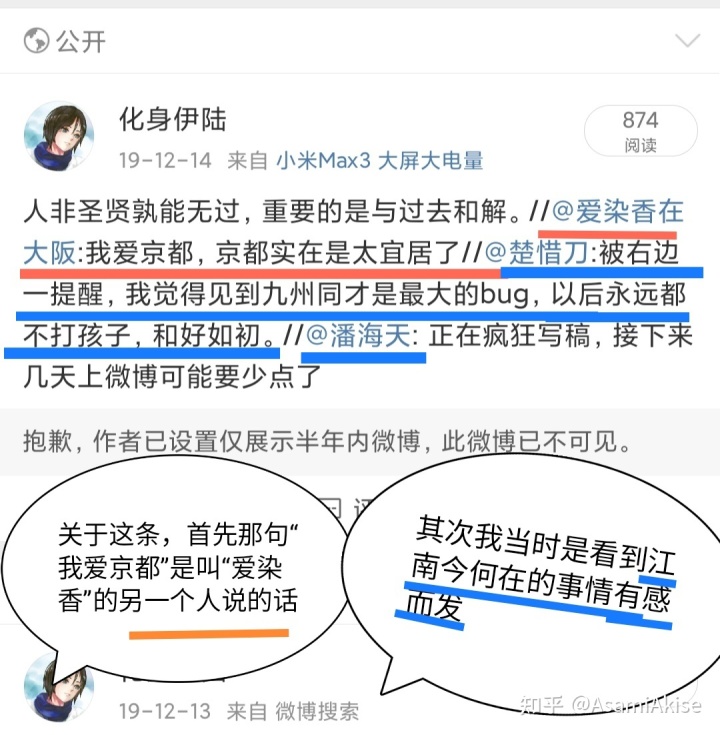 公开
化身伊陆
19-12-14 来自 小米Max3 大屏大电量
874
阅读
人非圣贤孰能无过，重要的是与过去和解。//@爱染香在
大阪:我爱京都，京都实在是太宜居了//@楚惜刀:被右边
一提醒，我觉得见到九州同才是最大的bug，以后永远都
不打孩子，和好如初。//@潘海天: 正在疯狂写稿，接下来
几天上微博可能要少点了
抱歉，作者已设置仅展示半年内微博，此微博已不可见。
关于这条，首先那句“
我爱京都”是叫“爱染
香”的另一个人说的话
其次我当时是看到江
南今何在的事情有感
而发
19-12-13 来自 微博搜索
知乎 @AsamiAkise